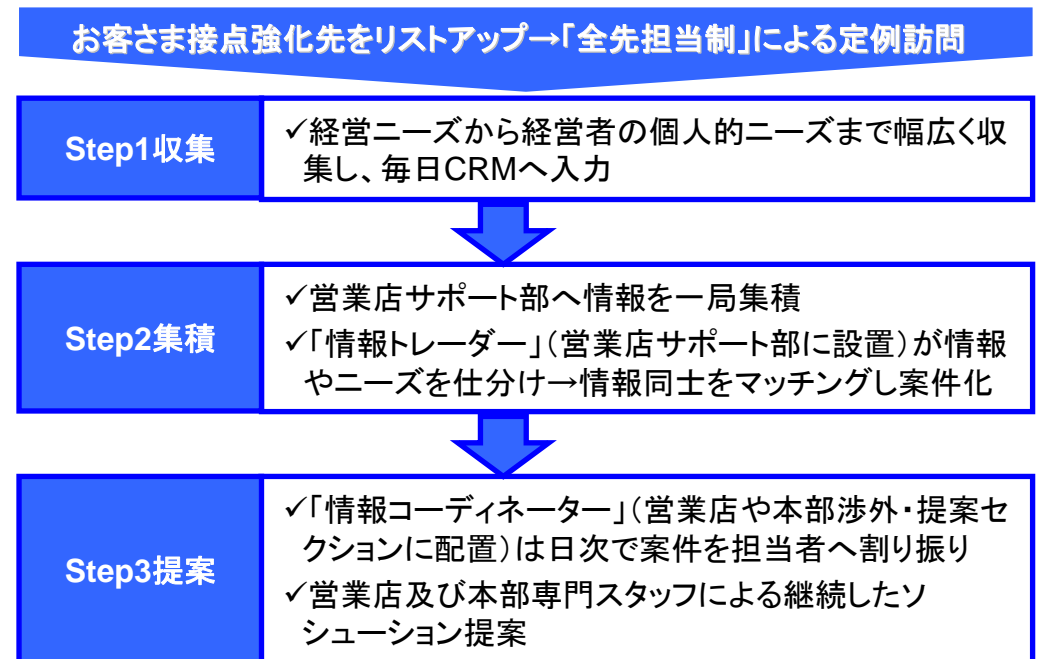 お客さま接点強化先をリストアップ→「全先担当制」による定例訪問
Step1収集
✓経営ニーズから経営者の個人的ニーズまで幅広く収
集し、毎日CRMへ入力
Step2集積
✓営業店サポート部へ情報を一局集積
✓「情報トレーダー」（営業店サポート部に設置）が情報
やニーズを仕分け→情報同士をマッチングし案件化
Step3提案
✓「情報コーディネーター」（営業店や本部渉外・提案セ
クションに配置）は日次で案件を担当者へ割り振り
✓営業店及び本部専門スタッフによる継続したソ
シューション提案